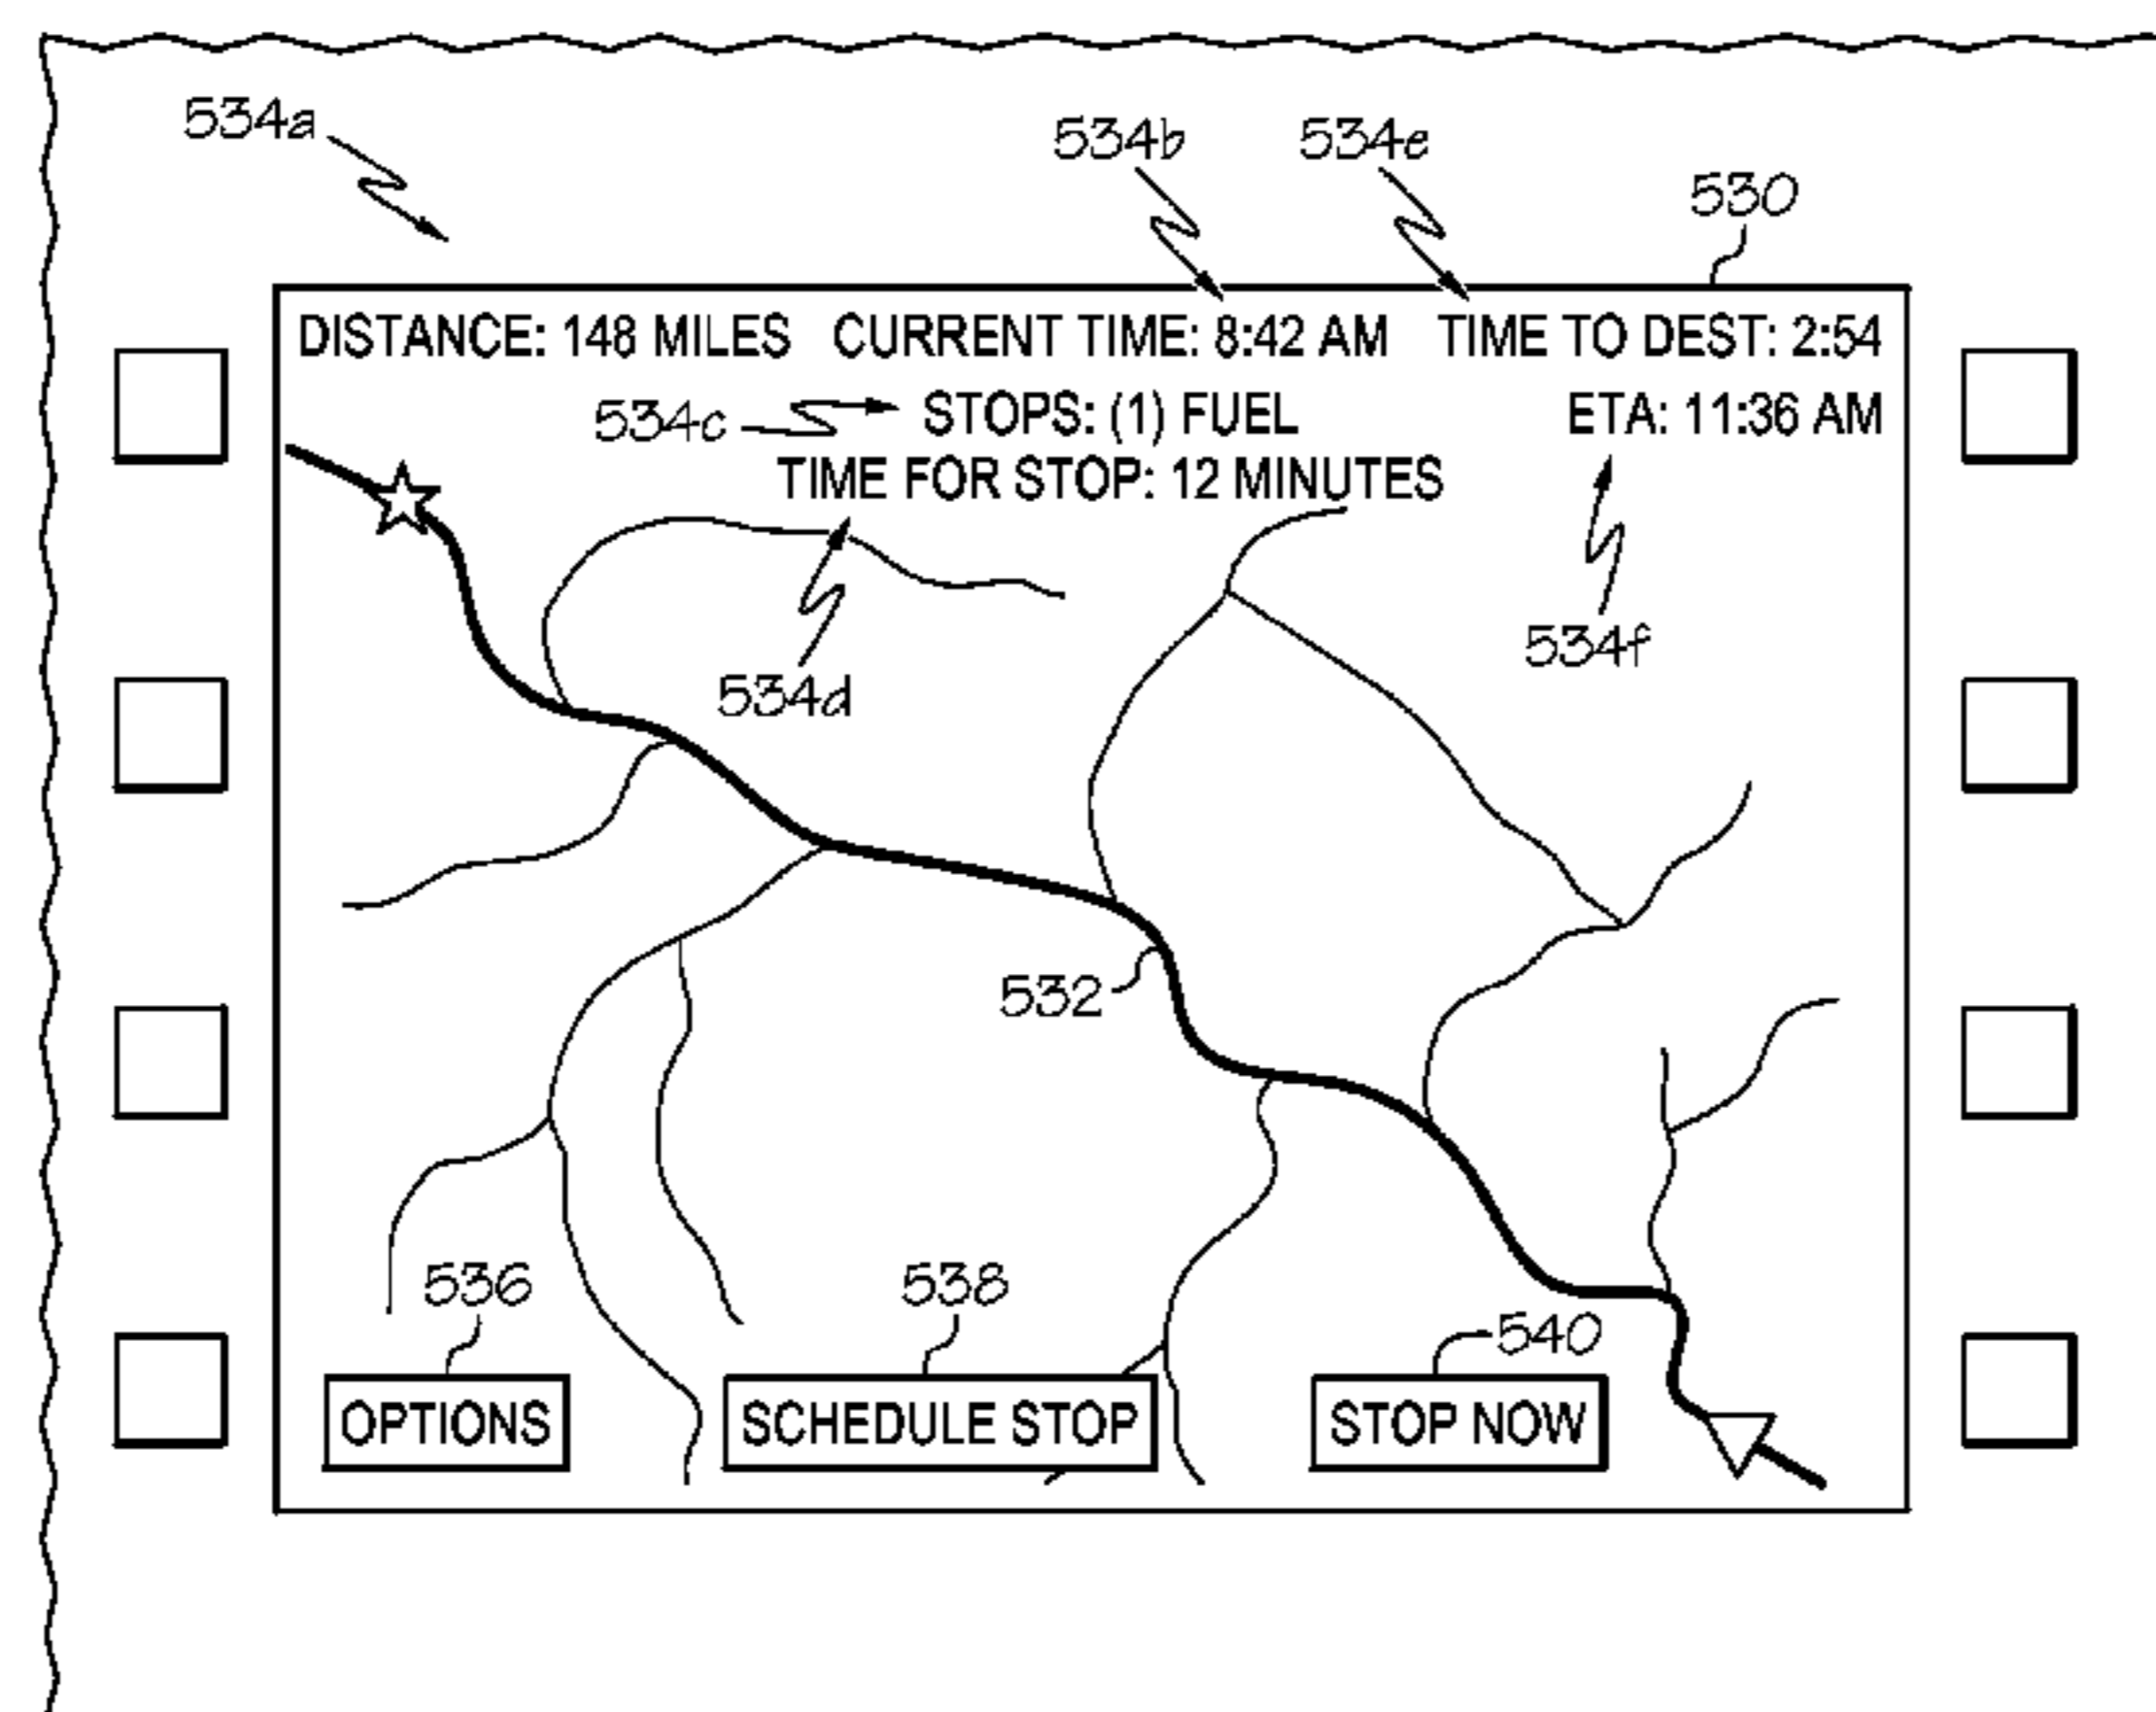 534a
534b 534e
530
DISTANCE: 148 MILES CURRENT TIME: 8:42 AM TIME TO DEST: 2:54
534c STOPS: (1) FUEL ETA: 11:36 AM
TIME FOR STOP: 12 MINUTES
534f
534d
532
536 538
540
OPTIONS SCHEDULE STOP STOP NOW